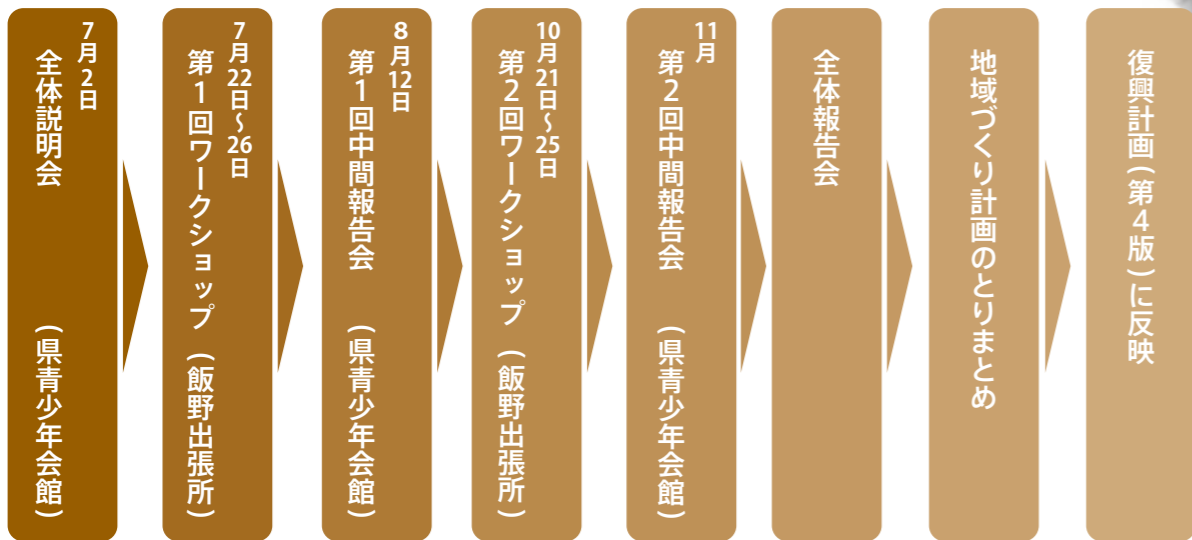 7月2日
全体説明会 （県青少年会館）
7月22日〜26日
第1回ワークショップ （飯野出張所）
8月12日
第1回中間報告会 （県青少年会館）
10月21日〜25日
第2回ワークショップ （飯野出張所）
11月
第2回中間報告会 （県青少年会館）
全体報告会
地域づくり計画のとりまとめ
復興計画（第4版）に反映